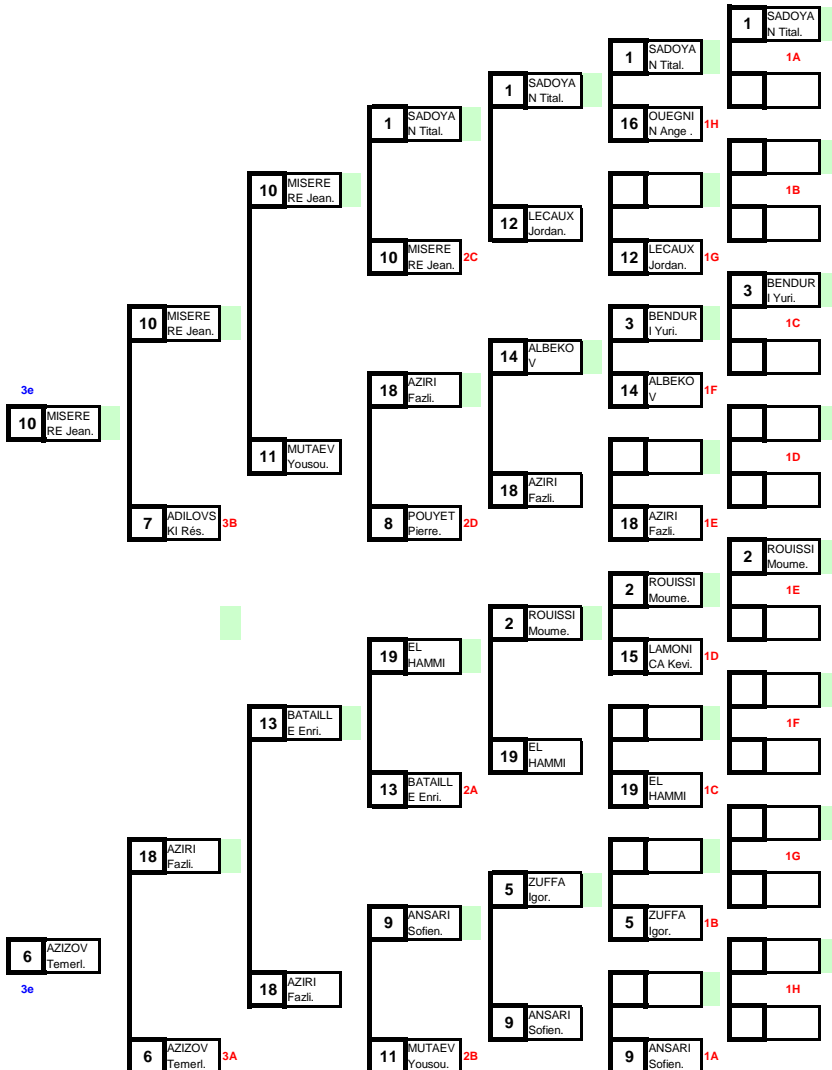 1 SADOYA
N Tital.
1A
1 SADOYA
N Tital.
1 SADOYA
N Tital.
1 SADOYA
N Tital.
16 OUEGNI
N Ange .
1H
10 MISERE
RE Jean.
1B
12 LECAUX
Jordan.
10 MISERE
RE Jean.
2C
12 LECAUX
Jordan.
1G
3 BENDUR
I Yuri.
10 MISERE
RE Jean.
3 BENDUR
I Yuri.
1C
14 ALBEKO
V
3e
18 AZIRI
Fazli.
14 ALBEKO
V
1F
10 MISERE
RE Jean.
11 MUTAEV
Yousou.
1D
18 AZIRI
Fazli.
7 ADILOVS
KI Rés.
3B
8 POUYET
Pierre.
2D
18 AZIRI
Fazli.
1E
2 ROUISSI
Moume.
2 ROUISSI
Moume.
1E
2 ROUISSI
Moume.
19 EL
HAMMI
15 LAMONI
CA Kevi.
1D
13 BATAILL
E Enri.
1F
19 EL
HAMMI
13 BATAILL
E Enri.
2A
19 EL
HAMMI
1C
18 AZIRI
Fazli.
1G
5 ZUFFA
Igor.
9 ANSARI
Sofien.
5 ZUFFA
Igor.
1B
6 AZIZOV
Temerl.
3e
18 AZIRI
Fazli.
1H
9 ANSARI
Sofien.
6 AZIZOV
Temerl.
3A
11 MUTAEV
Yousou.
2B
9 ANSARI
Sofien.
1A